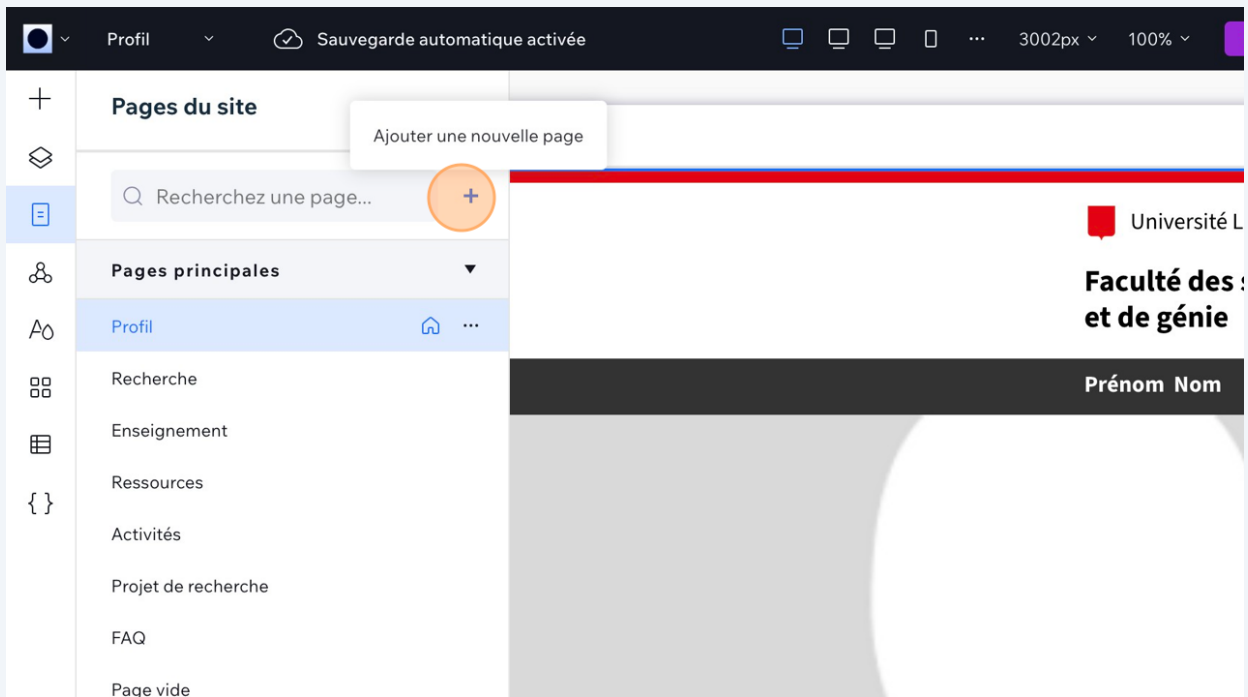 Profil
Sauvegarde automatique activée
3002px
100%
Pages du site
Ajouter une nouvelle page
Recherchez une page...
Pages principales
Profil
Recherche
Enseignement
Ressources
Activités
Projet de recherche
FAQ
Page vide
Université L
Faculté des
et de génie
Prénom Nom